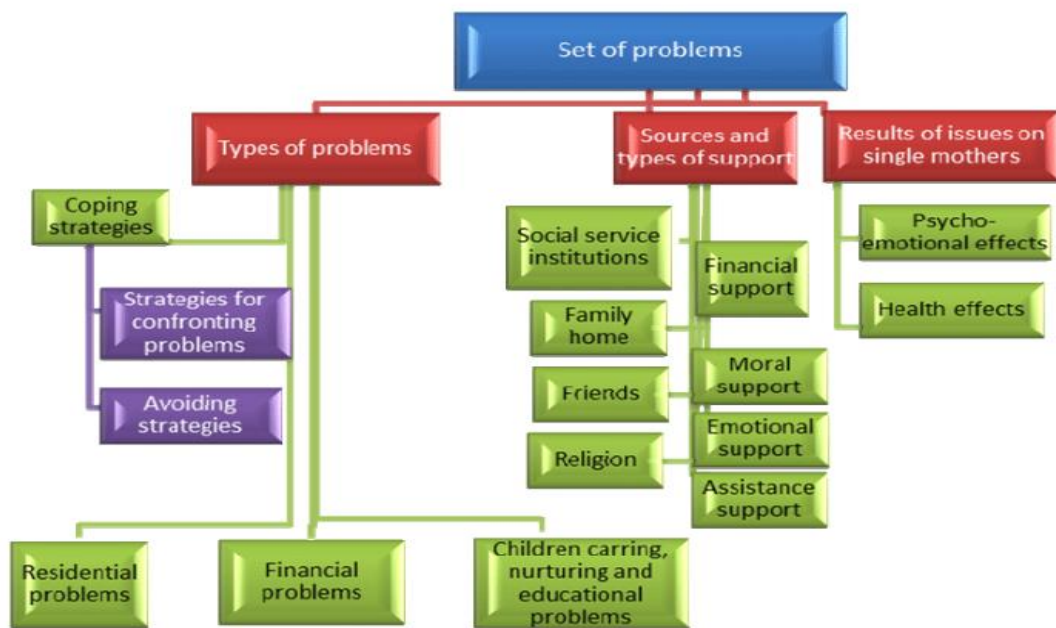 Set of problems
Types of problems
Sources and
types of support
Results of issues on
single mothers
Coping
strategies
Strategies for
confronting
problems
Avoiding
strategies
Social service
institutions
Family
home
Friends
Religion
Financial
support
Moral
support
Emotional
support
Assistance
support
Psycho-
emotional effects
Health effects
Residential
problems
Financial
problems
Children carring,
nurturing and
educational
problems